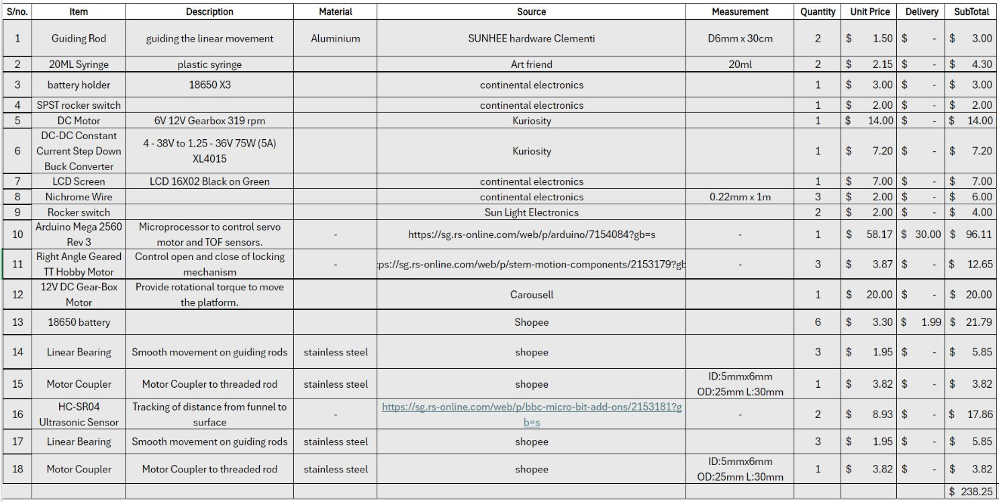 S/no. Item Description Material Source Measurement Quantity Unit Price Delivery SubTotal
1 Guiding Rod guiding the linear movement Aluminium SUNHEE hardware Clementi D6mm x 30cm 2 $ 1.50 $ - $ 3.00
2 20ML Syringe plastic syringe Art friend 20ml 2 $ 2.15 $ - $ 4.30
3 battery holder 18650 X3 continental electronics 1 $ 3.00 $ - $ 3.00
4 SPST rocker switch continental electronics 1 $ 2.00 $ - $ 2.00
5 DC Motor 6V 12V Gearbox 319 rpm Kuriosity 1 $ 14.00 $ - $ 14.00
DC-DC Constant
Current Step Down
Buck Converter
6 4 - 38V to 1.25 - 36V 75W (5A)
XL4015
Kuriosity 1 $ 7.20 $ - $ 7.20
7 LCD Screen LCD 16X02 Black on Green continental electronics 1 $ 7.00 $ - $ 7.00
8 Nichrome Wire continental electronics 0.22mm x 1m 3 $ 2.00 $ - $ 6.00
9 Rocker switch Sun Light Electronics 2 $ 2.00 $ - $ 4.00
10 Arduino Mega 2560
Rev 3
Microprocessor to control servo
motor and TOF sensors.
- https://sg.rs-online.com/web/p/arduino/7154084?gb=s - 1 $ 58.17 $ 30.00 $ 96.11
11 Right Angle Geared
TT Hobby Motor
Control open and close of locking
mechanism
- tps://sg.rs-online.com/web/p/stem-motion-components/2153179?gb - 3 $ 3.87 $ - $ 12.65
12 12V DC Gear-Box
Motor
Provide rotational torque to move
the platform.
Carousell 1 $ 20.00 $ - $ 20.00
13 18650 battery Shopee 6 $ 3.30 $ 1.99 $ 21.79
14 Linear Bearing Smooth movement on guiding rods stainless steel shopee 3 $ 1.95 $ - $ 5.85
15 Motor Coupler Motor Coupler to threaded rod stainless steel shopee ID:5mmx6mm
OD:25mm L:30mm
1 $ 3.82 $ - $ 3.82
16 HC-SR04
Ultrasonic Sensor
Tracking of distance from funnel to
surface
- https://sg.rs-online.com/web/p/bbc-micro-bit-add-ons/2153181?g
b=s
- 2 $ 8.93 $ - $ 17.86
17 Linear Bearing Smooth movement on guiding rods stainless steel shopee 3 $ 1.95 $ - $ 5.85
18 Motor Coupler Motor Coupler to threaded rod stainless steel shopee ID:5mmx6mm
OD:25mm L:30mm
1 $ 3.82 $ - $ 3.82
$ 238.25